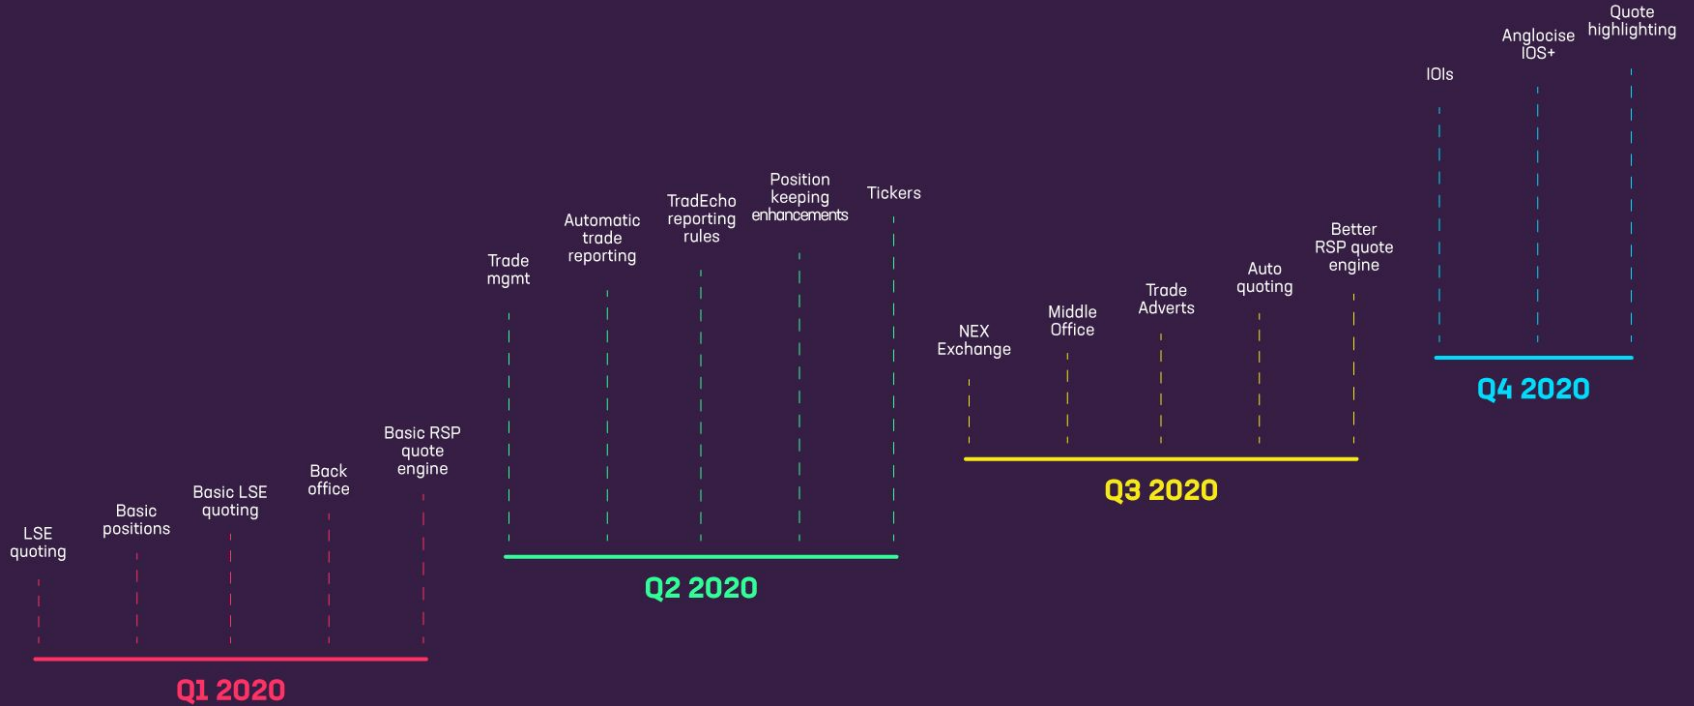 LSE
quoting
Basic
positions
Basic LSE
quoting
Back
office
Basic RSP
quote
engine
Q1 2020
Trade
mgmt
Automatic
trade
reporting
TradEcho
reporting
rules
Position
keeping
enhancements
Tickers
Q2 2020
NEX
Exchange
Middle
Office
Trade
Adverts
Auto
quoting
Better
RSP quote
engine
Q3 2020
IOIs
Anglocise
IOS+
Quote
highlighting
Q4 2020